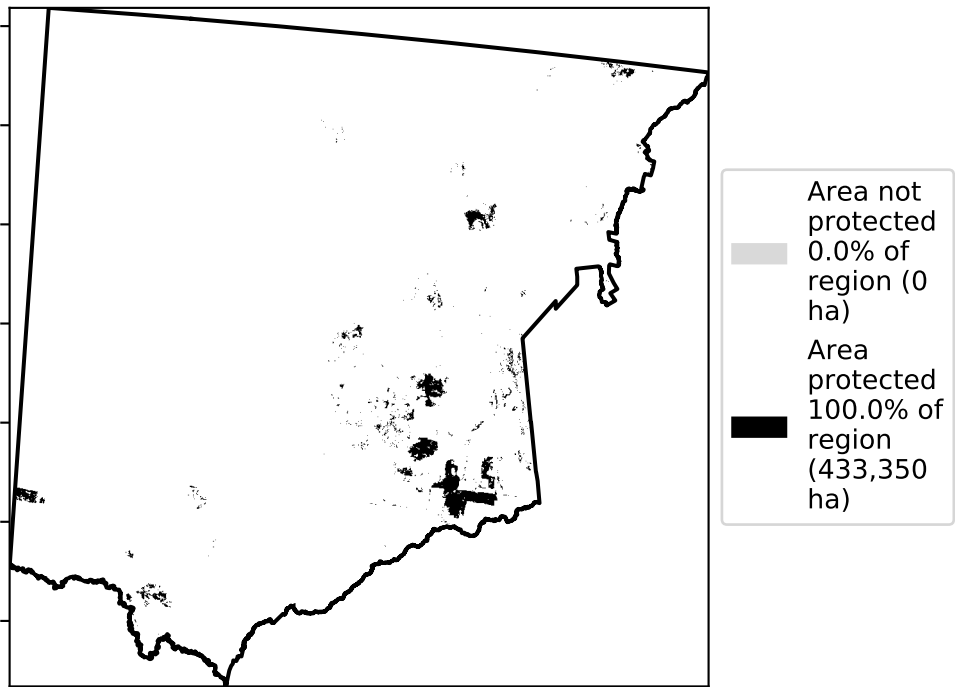 Area not
protected
0.0% of
region (0
ha)
Area
protected
100.0% of
region
(433,350
ha)